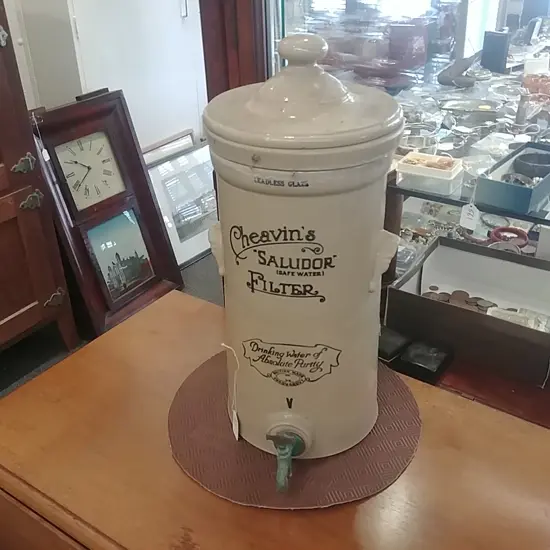 LEADLESS GLAZE
Cheavin's
"SALUDOR"
(SAFE WATER)
FILTER
Drinking Water of
Absolute Purity
V